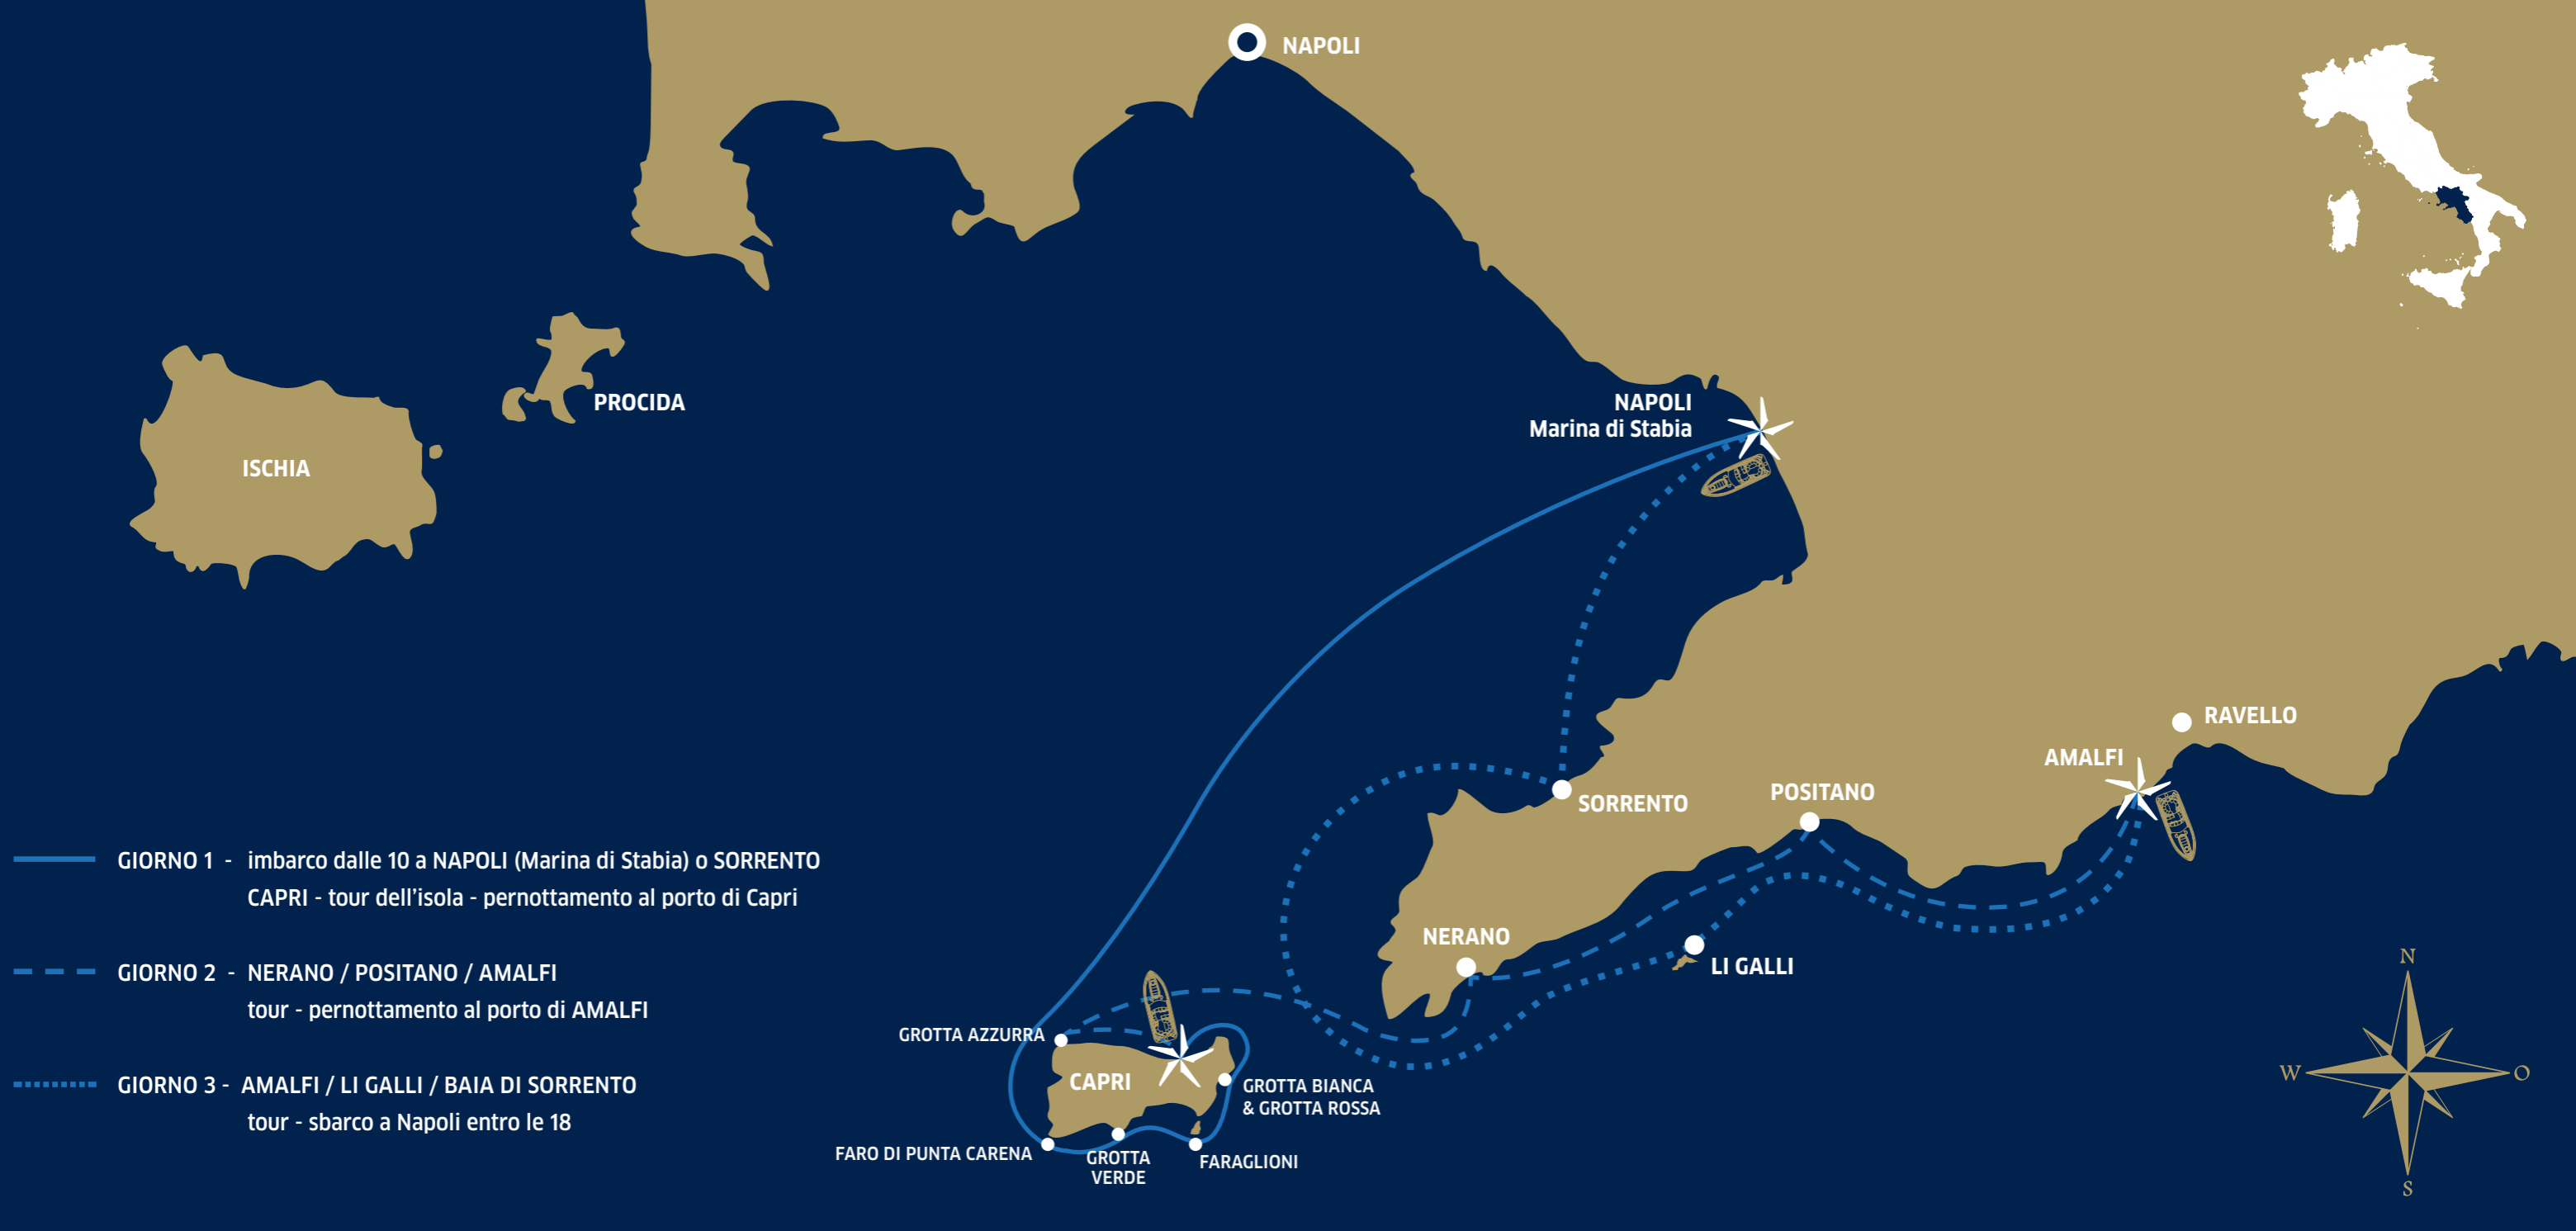 NAPOLI
PROCIDA
ISCHIA
NAPOLI
Marina di Stabia
RAVELLO
AMALFI
POSITANO
SORRENTO
NERANO
LI GALLI
GIORNO 1 - imbarco dalle 10 a NAPOLI (Marina di Stabia) o SORRENTO
CAPRI - tour dell'isola - pernottamento al porto di Capri
GIORNO 2 - NERANO / POSITANO / AMALFI
tour - pernottamento al porto di AMALFI
GIORNO 3 - AMALFI / LI GALLI / BAIA DI SORRENTO
tour - sbarco a Napoli entro le 18
GROTTA AZZURRA
CAPRI
GROTTA BIANCA
& GROTTA ROSSA
FARO DI PUNTA CARENA
GROTTA
VERDE
FARAGLIONI
N
W
O
S